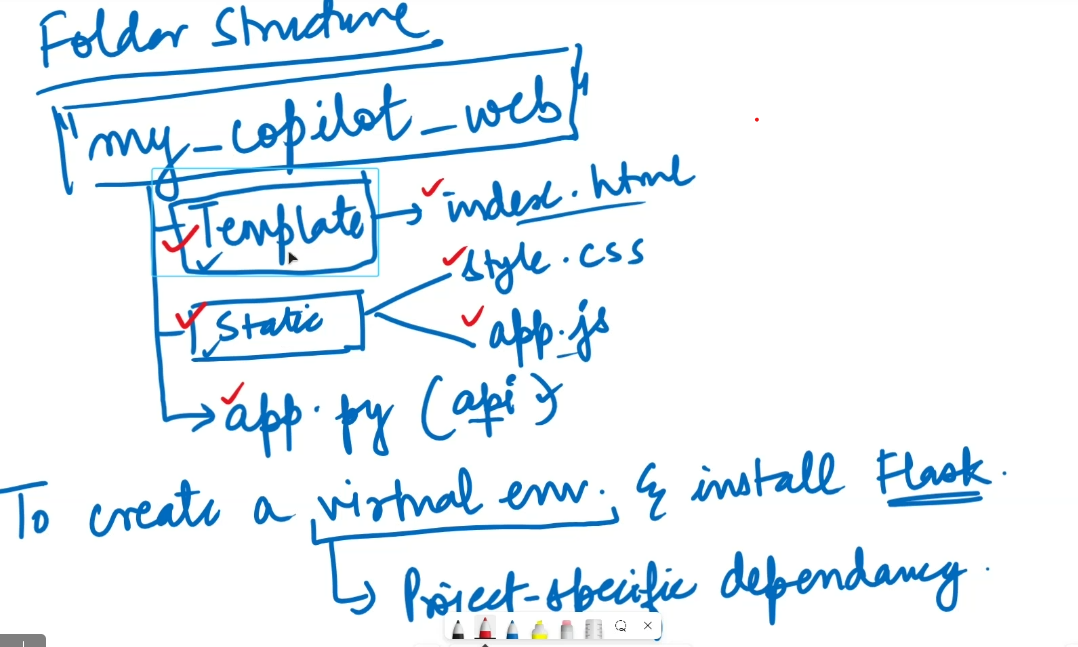 Folder Structure
"my_copilot_web"
Template → index.html
Static style.css
app.js
app.py (api)
To create a virtual env. & install Flask.
Project-specific dependancy.